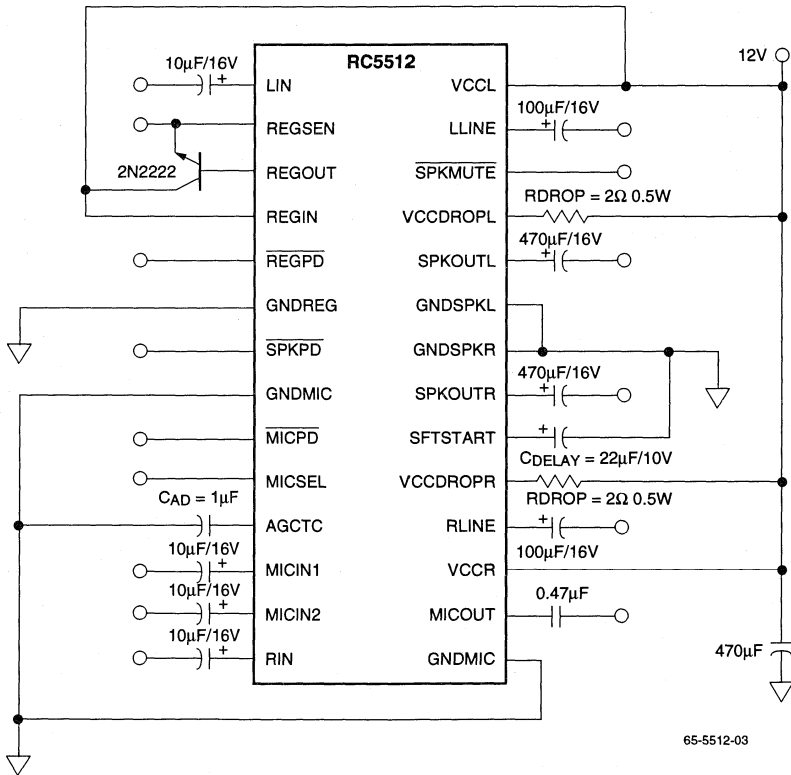 RC5512
12V
10µF/16V
+
LIN
VCCL
100µF/16V
+
REGSEN
LLINE
2N2222
REGOUT
SPKMUTE
RDROP = 2Ω 0.5W
REGIN
VCCDROPL
470µF/16V
+
REGPD
SPKOUTL
GNDREG
GNDSPKL
SPKPD
GNDSPKR
470µF/16V
+
GNDMIC
SPKOUTR
+
MICPD
SFTSTART
CDELAY = 22µF/10V
MICSEL
VCCDROPR
CAD = 1µF
RDROP = 2Ω 0.5W
AGCTC
RLINE
+
10µF/16V
100µF/16V
+
MICIN1
VCCR
10µF/16V
+
MICIN2
0.47µF
MICOUT
10µF/16V
+
RIN
GNDMIC
470µF
65-5512-03